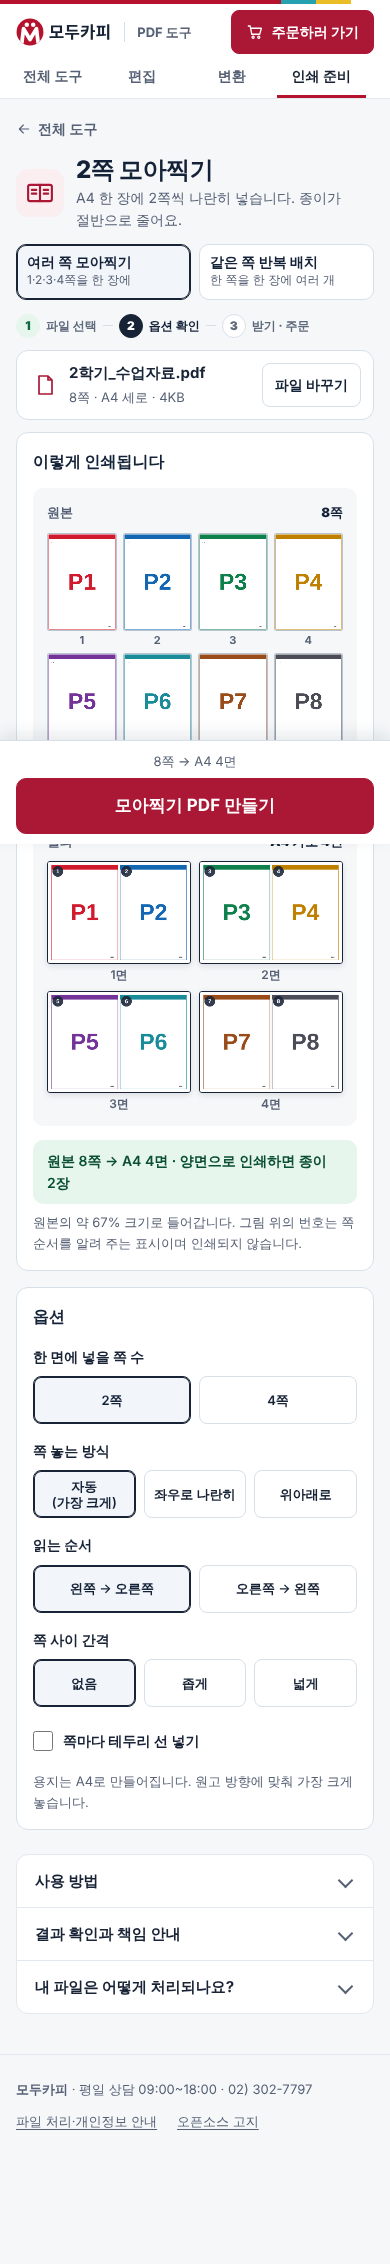 모두카피
PDF 도구
주문하러 가기
전체 도구
편집
변환
인쇄 준비
← 전체 도구
2쪽 모아찍기
A4 한 장에 2쪽씩 나란히 넣습니다. 종이가
절반으로 줄어요.
여러 쪽 모아찍기
1·2·3·4쪽을 한 장에
같은 쪽 반복 배치
한 쪽을 한 장에 여러 개
1 파일 선택
2 옵션 확인
3 받기 · 주문
2학기_수업자료.pdf
8쪽 · A4 세로 · 4KB
파일 바꾸기
이렇게 인쇄됩니다
원본
8쪽
P1
P2
P3
P4
1
2
3
4
P5
P6
P7
P8
8쪽 → A4 4면
모아찍기 PDF 만들기
1
2
3
4
P1
P2
P3
P4
1면
2면
5
6
7
8
P5
P6
P7
P8
3면
4면
원본 8쪽 → A4 4면 · 양면으로 인쇄하면 종이
2장
원본의 약 67% 크기로 들어갑니다. 그림 위의 번호는 쪽
순서를 알려 주는 표시이며 인쇄되지 않습니다.
옵션
한 면에 넣을 쪽 수
2쪽
4쪽
쪽 놓는 방식
자동
(가장 크게)
좌우로 나란히
위아래로
읽는 순서
왼쪽 → 오른쪽
오른쪽 → 왼쪽
쪽 사이 간격
없음
좁게
넓게
쪽마다 테두리 선 넣기
용지는 A4로 만들어집니다. 원고 방향에 맞춰 가장 크게
놓습니다.
사용 방법
결과 확인과 책임 안내
내 파일은 어떻게 처리되나요?
모두카피 · 평일 상담 09:00~18:00 · 02) 302-7797
파일 처리·개인정보 안내
오픈소스 고지